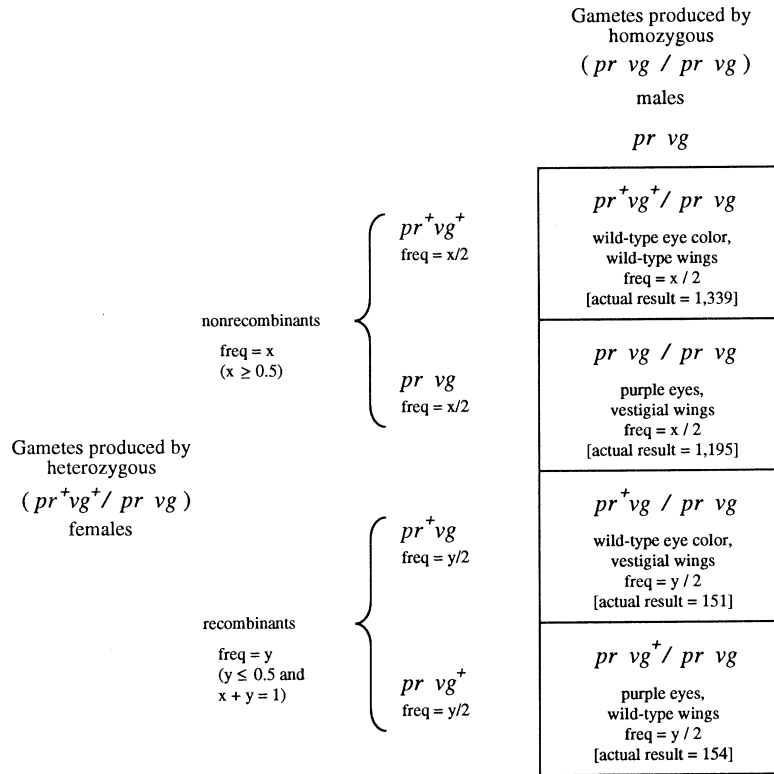 Gametes produced by
homozygous
( pr vg / pr vg )
males
pr vg
pr⁺vg⁺
freq = x/2
pr⁺vg⁺/ pr vg
wild-type eye color,
wild-type wings
freq = x / 2
[actual result = 1,339]
nonrecombinants
freq = x
(x ≥ 0.5)
pr vg
freq = x/2
pr vg / pr vg
purple eyes,
vestigial wings
freq = x / 2
[actual result = 1,195]
Gametes produced by
heterozygous
( pr⁺vg⁺/ pr vg )
females
pr⁺vg
freq = y/2
pr⁺vg / pr vg
wild-type eye color,
vestigial wings
freq = y / 2
[actual result = 151]
recombinants
freq = y
(y ≤ 0.5 and
x + y = 1)
pr vg⁺
freq = y/2
pr vg⁺/ pr vg
purple eyes,
wild-type wings
freq = y / 2
[actual result = 154]